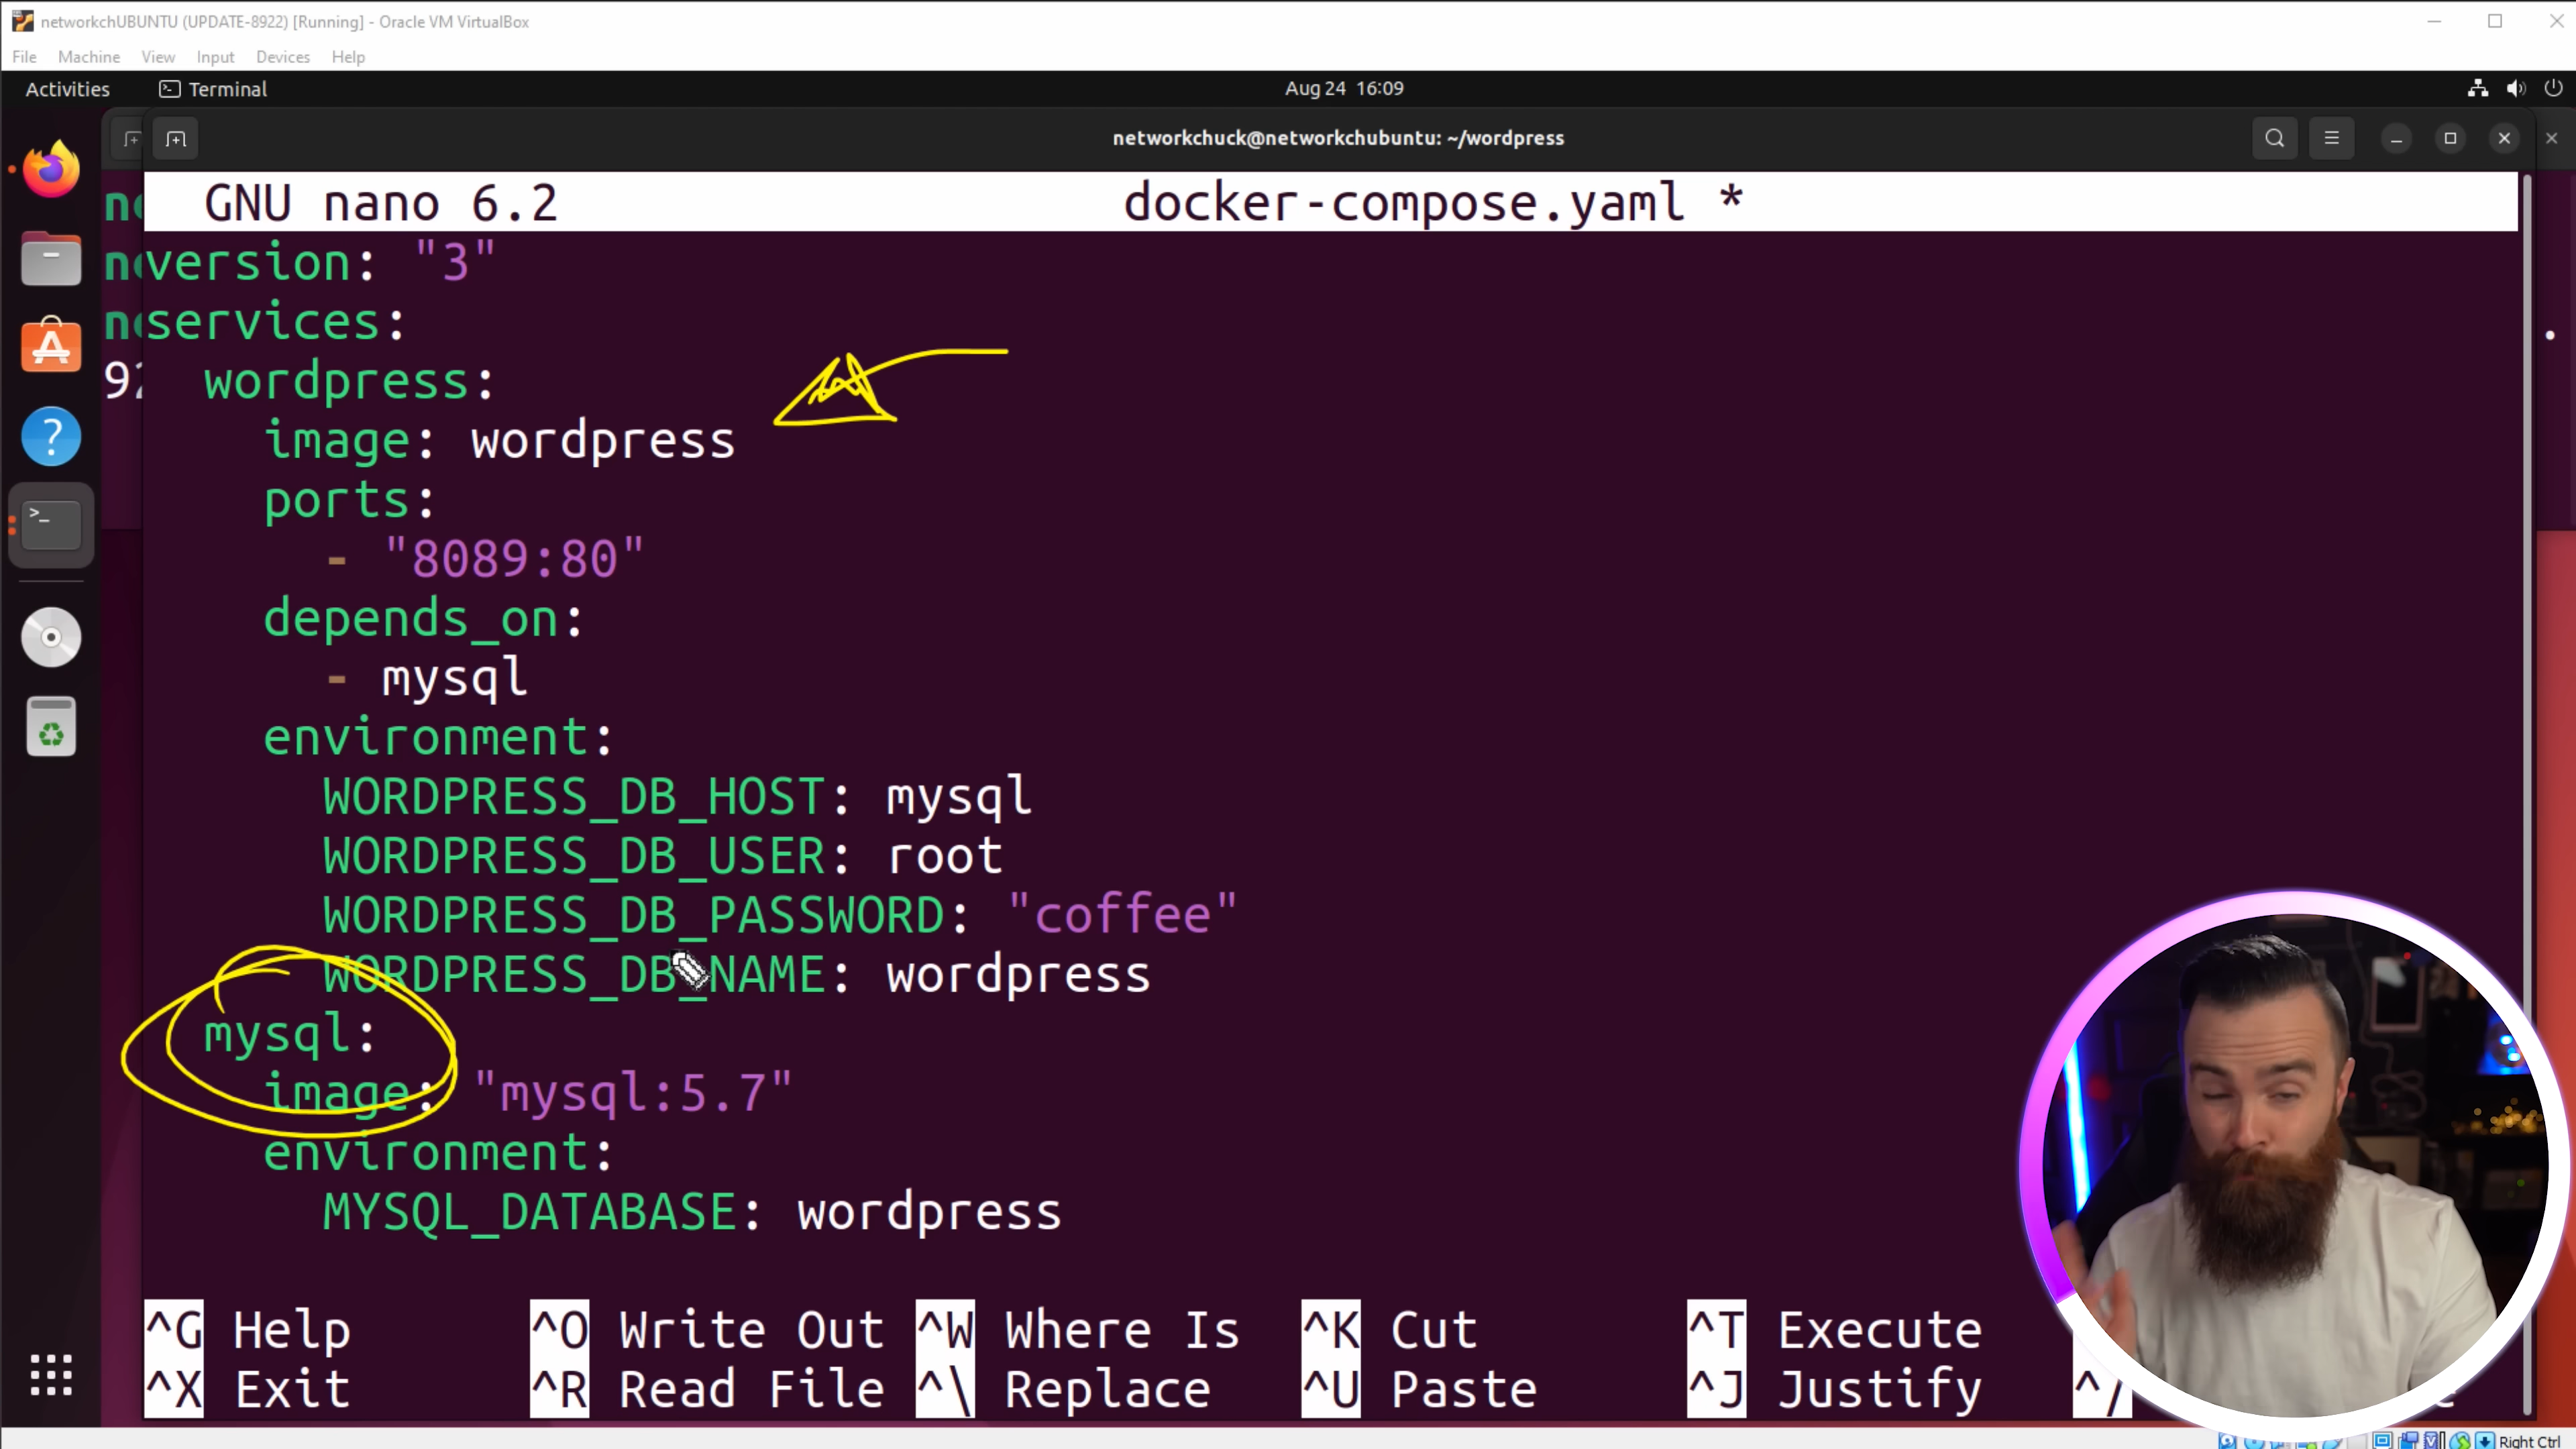 networkchUBUNTU (UPDATE-8922) [Running] - Oracle VM VirtualBox
File Machine View Input Devices Help
Activities Terminal Aug 24 16:09
networkchuck@networkchubuntu: ~/wordpress
GNU nano 6.2 docker-compose.yaml *
version: "3"
services:
wordpress:
image: wordpress
ports:
- "8089:80"
depends_on:
- mysql
environment:
WORDPRESS_DB_HOST: mysql
WORDPRESS_DB_USER: root
WORDPRESS_DB_PASSWORD: "coffee"
WORDPRESS_DB_NAME: wordpress
mysql:
image: "mysql:5.7"
environment:
MYSQL_DATABASE: wordpress
^G Help ^O Write Out ^W Where Is ^K Cut ^T Execute
^X Exit ^R Read File ^\ Replace ^U Paste ^J Justify ^/
Right Ctrl